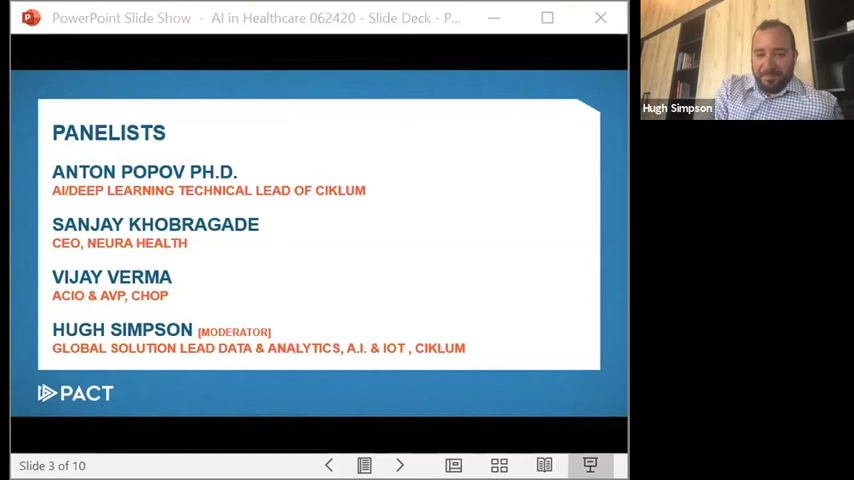 PowerPoint Slide Show - AI in Healthcare 062420 - Slide Deck - P...
Hugh Simpson
PANELISTS
ANTON POPOV PH.D.
AI/DEEP LEARNING TECHNICAL LEAD OF CIKLUM
SANJAY KHOBRAGADE
CEO, NEURA HEALTH
VIJAY VERMA
ACIO & AVP, CHOP
HUGH SIMPSON [MODERATOR]
GLOBAL SOLUTION LEAD DATA & ANALYTICS, A.I. & IOT , CIKLUM
PACT
Slide 3 of 10